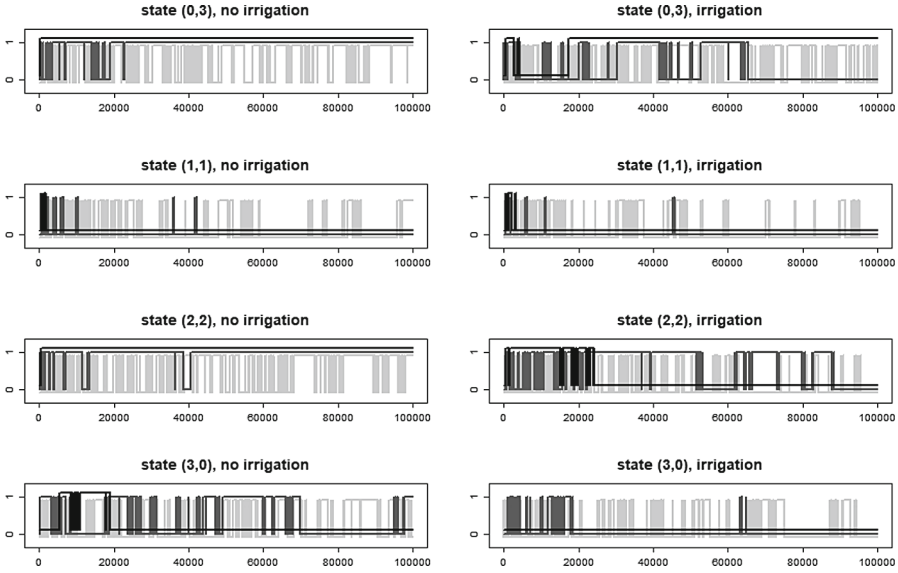 state (0,3), no irrigation
state (0,3), irrigation
1
0
0 20000 40000 60000 80000 100000
1
0
0 20000 40000 60000 80000 100000
state (1,1), no irrigation
state (1,1), irrigation
1
0
0 20000 40000 60000 80000 100000
1
0
0 20000 40000 60000 80000 100000
state (2,2), no irrigation
state (2,2), irrigation
1
0
0 20000 40000 60000 80000 100000
1
0
0 20000 40000 60000 80000 100000
state (3,0), no irrigation
state (3,0), irrigation
1
0
0 20000 40000 60000 80000 100000
1
0
0 20000 40000 60000 80000 100000